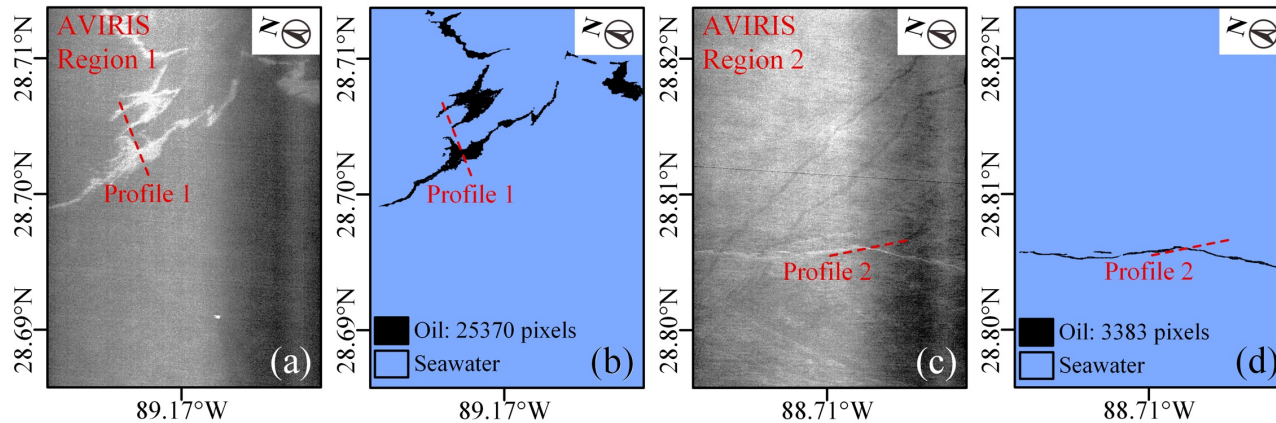 AVIRIS
Region 1
N
28.71°N
28.70°N
28.69°N
Profile 1
(a)
89.17°W
N
28.71°N
28.70°N
28.69°N
Profile 1
Oil: 25370 pixels
Seawater
(b)
89.17°W
AVIRIS
Region 2
N
28.82°N
28.81°N
28.80°N
Profile 2
(c)
88.71°W
N
28.82°N
28.81°N
28.80°N
Profile 2
Oil: 3383 pixels
Seawater
(d)
88.71°W